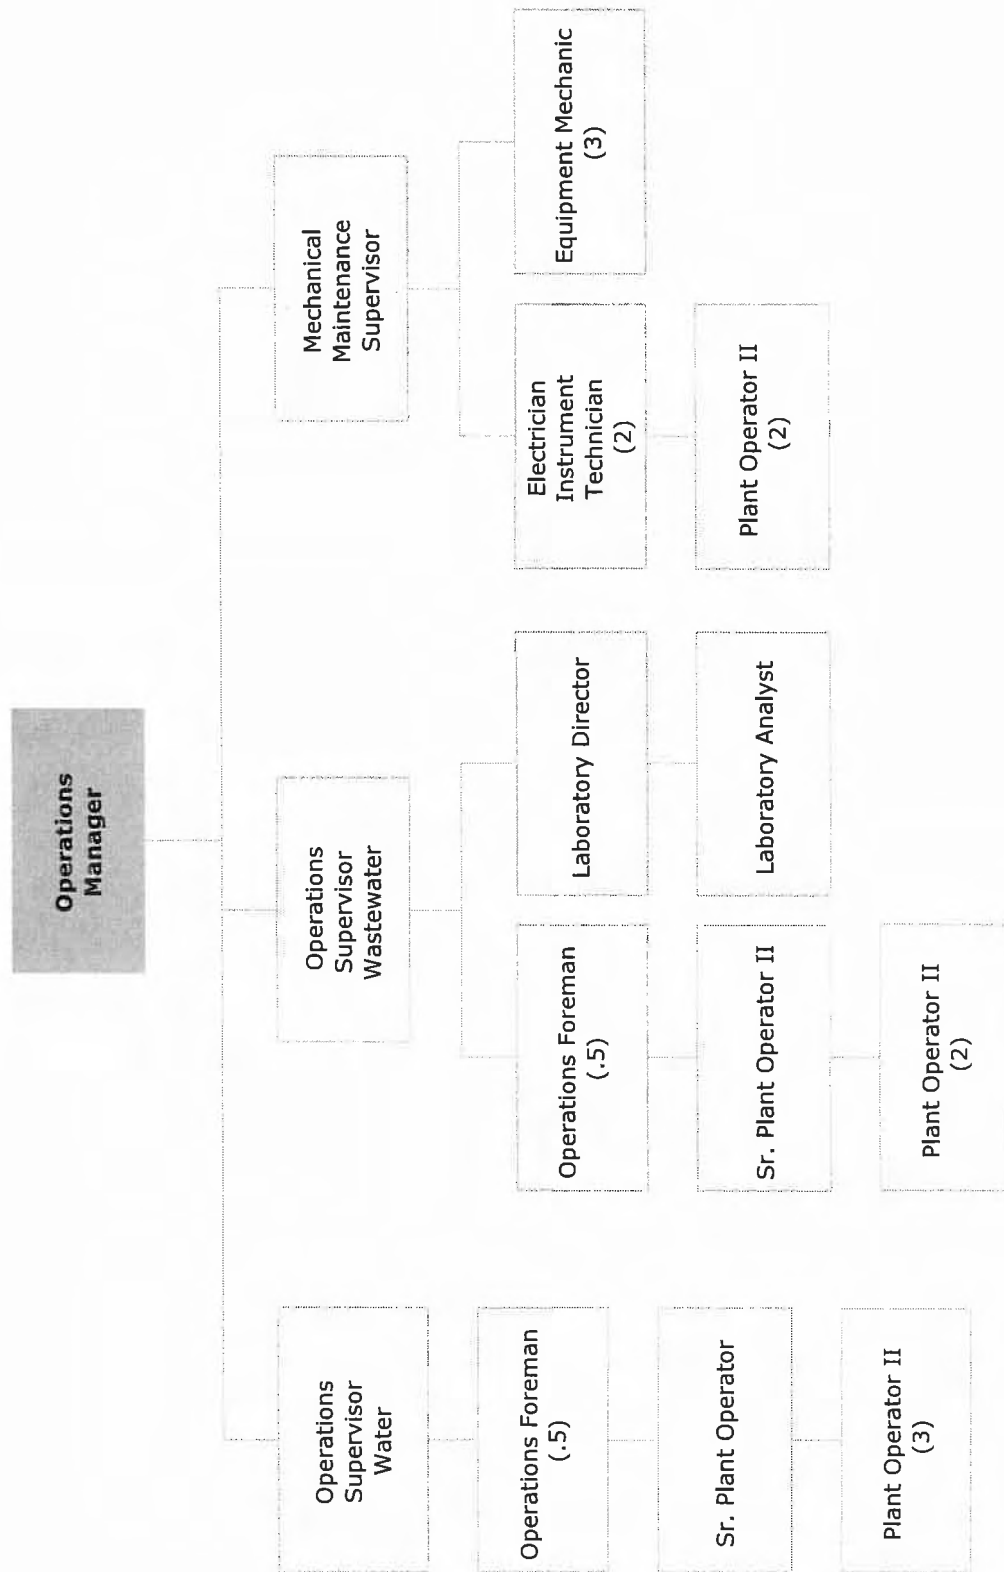 Operations
Manager
Operations
Supervisor
Water
Operations Foreman
(.5)
Sr. Plant Operator
Plant Operator II
(3)
Operations
Supervisor
Wastewater
Operations Foreman
(.5)
Sr. Plant Operator II
Plant Operator II
(2)
Laboratory Director
Laboratory Analyst
Mechanical
Maintenance
Supervisor
Electrician
Instrument
Technician
(2)
Plant Operator II
(2)
Equipment Mechanic
(3)